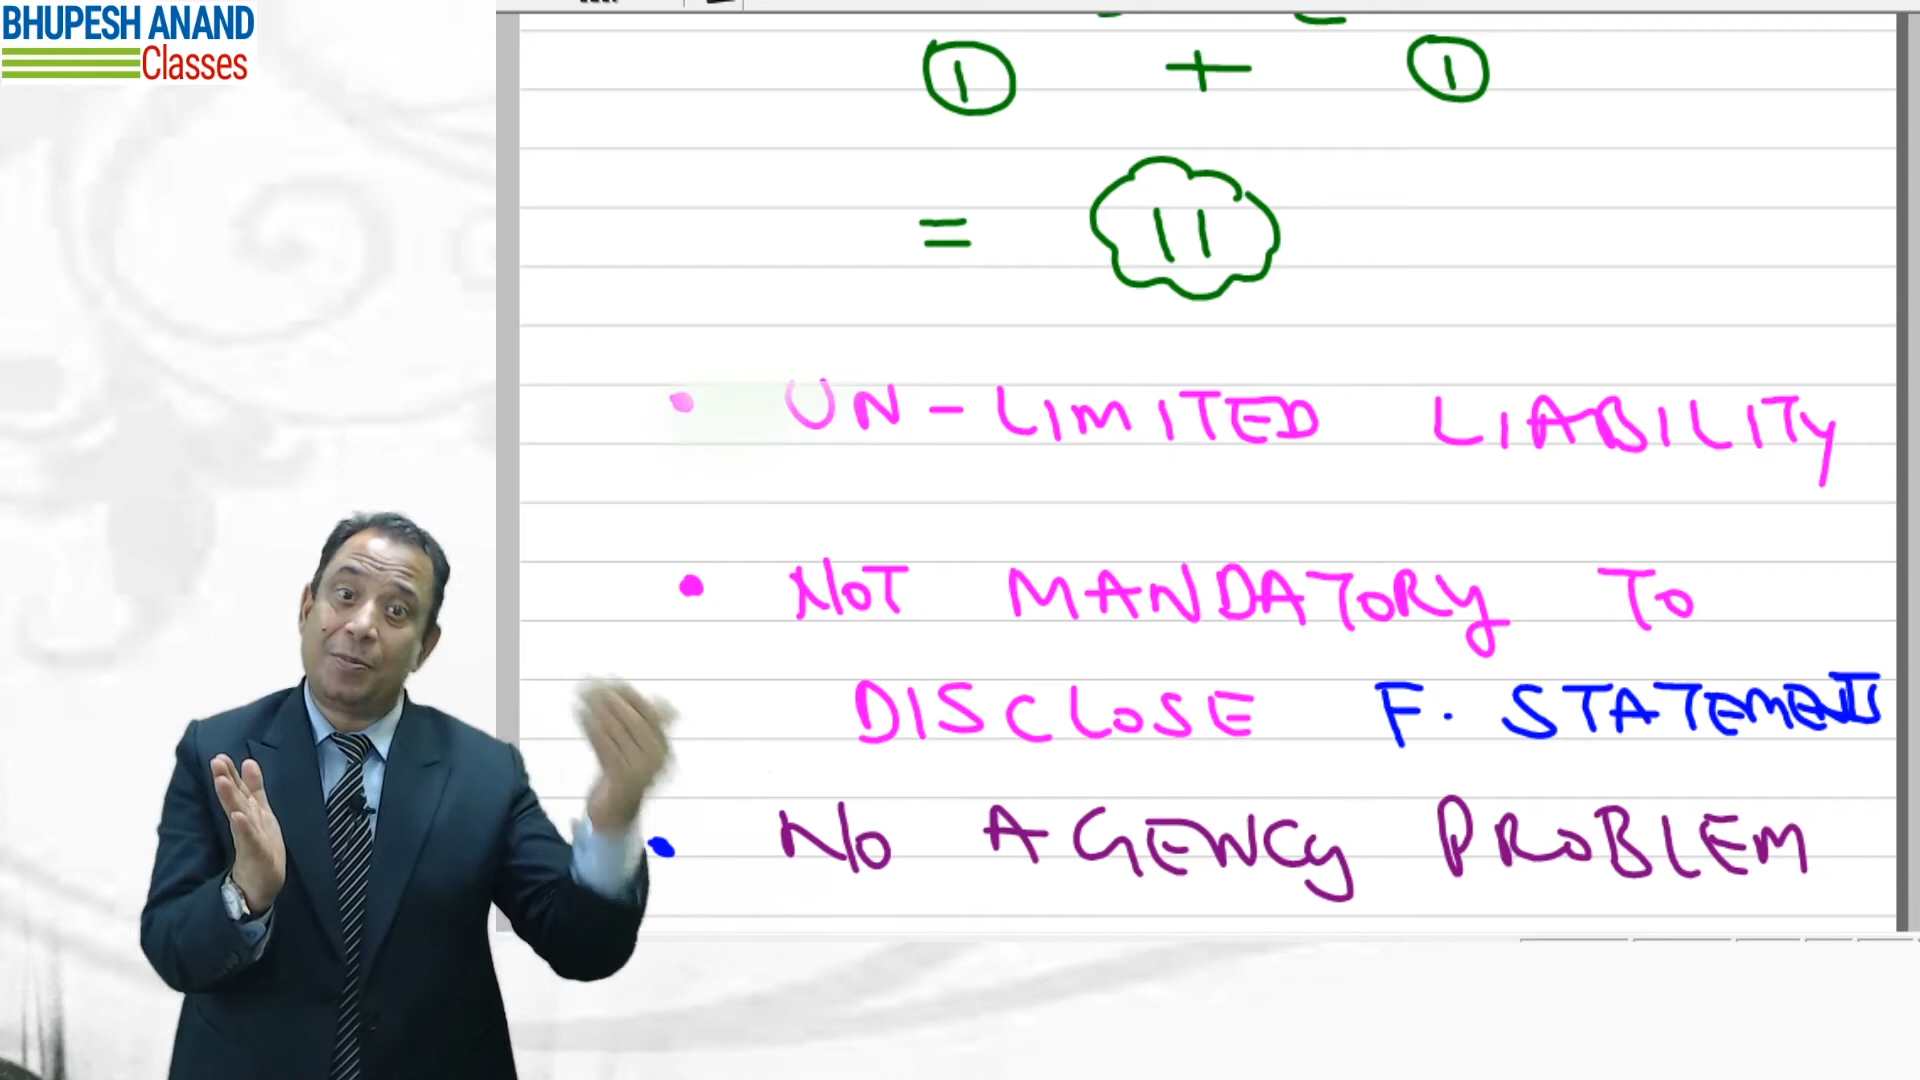 BHUPESH ANAND
Classes
1 + 1
= 11
• UN-LIMITED LIABILITY
• NOT MANDATORY TO
DISCLOSE F. STATEMENTS
• NO AGENCY PROBLEM